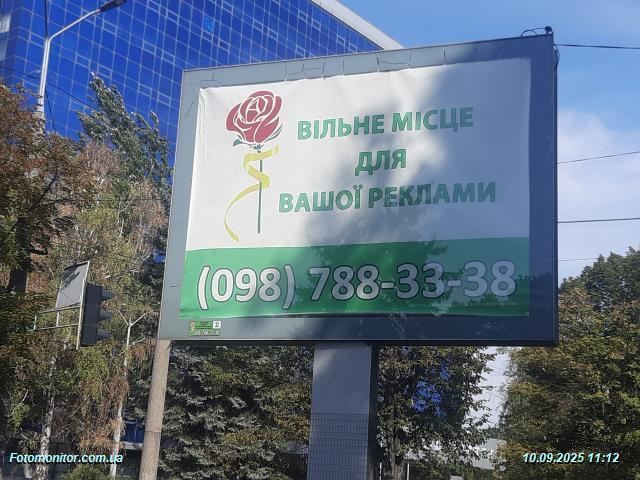 ВІЛЬНЕ МІСЦЕ
ДЛЯ
ВАШОЇ РЕКЛАМИ
(098) 788-33-38
Fotomonitor.com.ua
10.09.2025 11:12